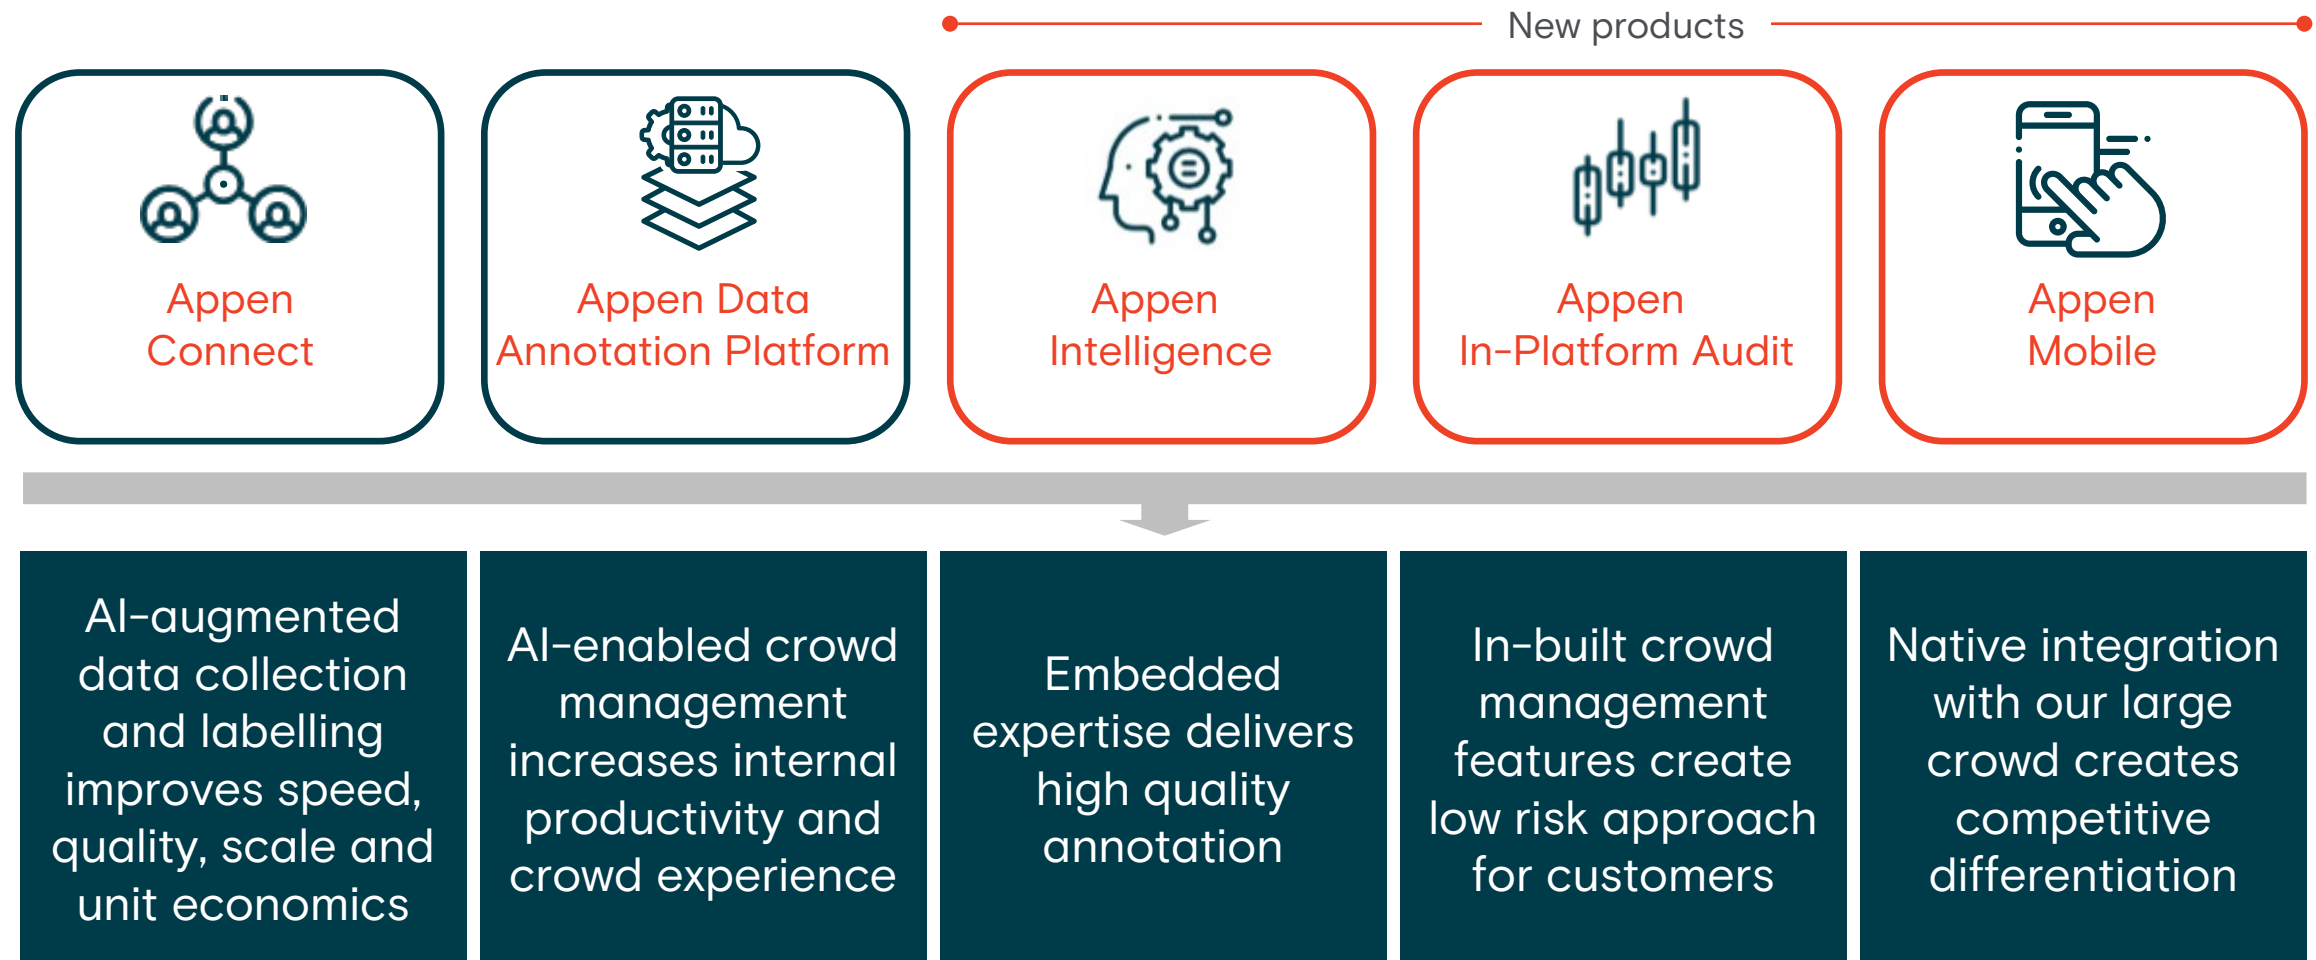 New products
Appen
Connect
Appen Data
Annotation Platform
Appen
Intelligence
Appen
In-Platform Audit
Appen
Mobile
AI-augmented
data collection
and labelling
improves speed,
quality, scale and
unit economics
AI-enabled crowd
management
increases internal
productivity and
crowd experience
Embedded
expertise delivers
high quality
annotation
In-built crowd
management
features create
low risk approach
for customers
Native integration
with our large
crowd creates
competitive
differentiation